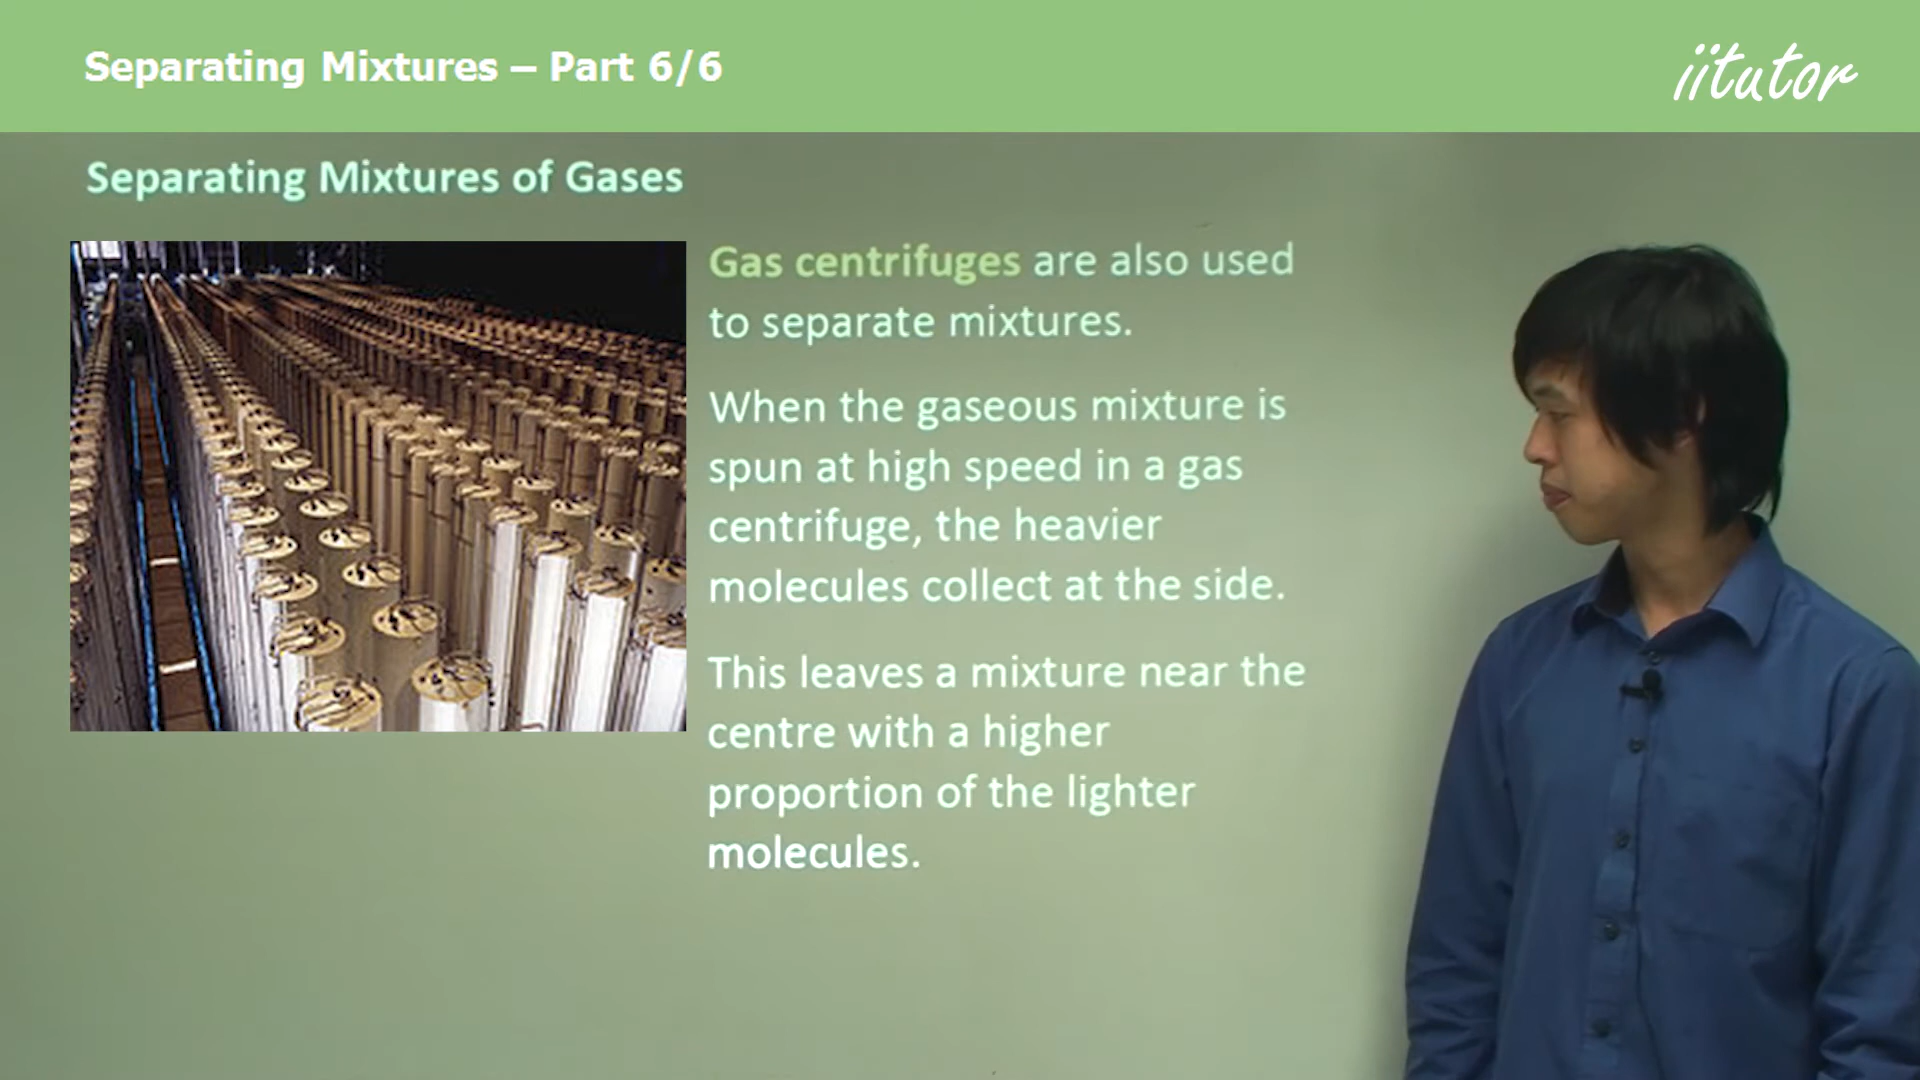 Separating Mixtures – Part 6/6
iitutor
Separating Mixtures of Gases
Gas centrifuges are also used
to separate mixtures.
When the gaseous mixture is
spun at high speed in a gas
centrifuge, the heavier
molecules collect at the side.
This leaves a mixture near the
centre with a higher
proportion of the lighter
molecules.